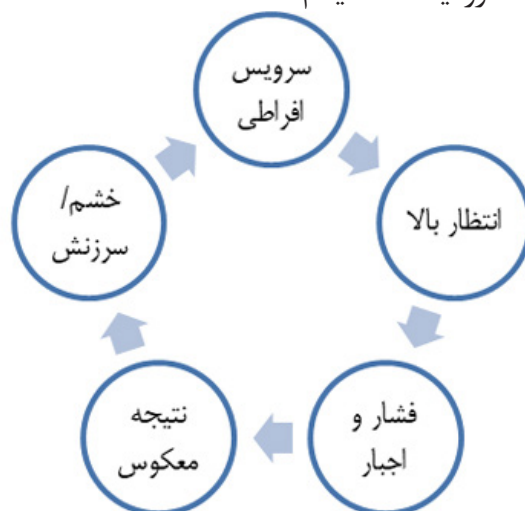 سرویس
افراطی
انتظار بالا
فشار و
اجبار
نتیجه
معکوس
خشم/
سرزنش